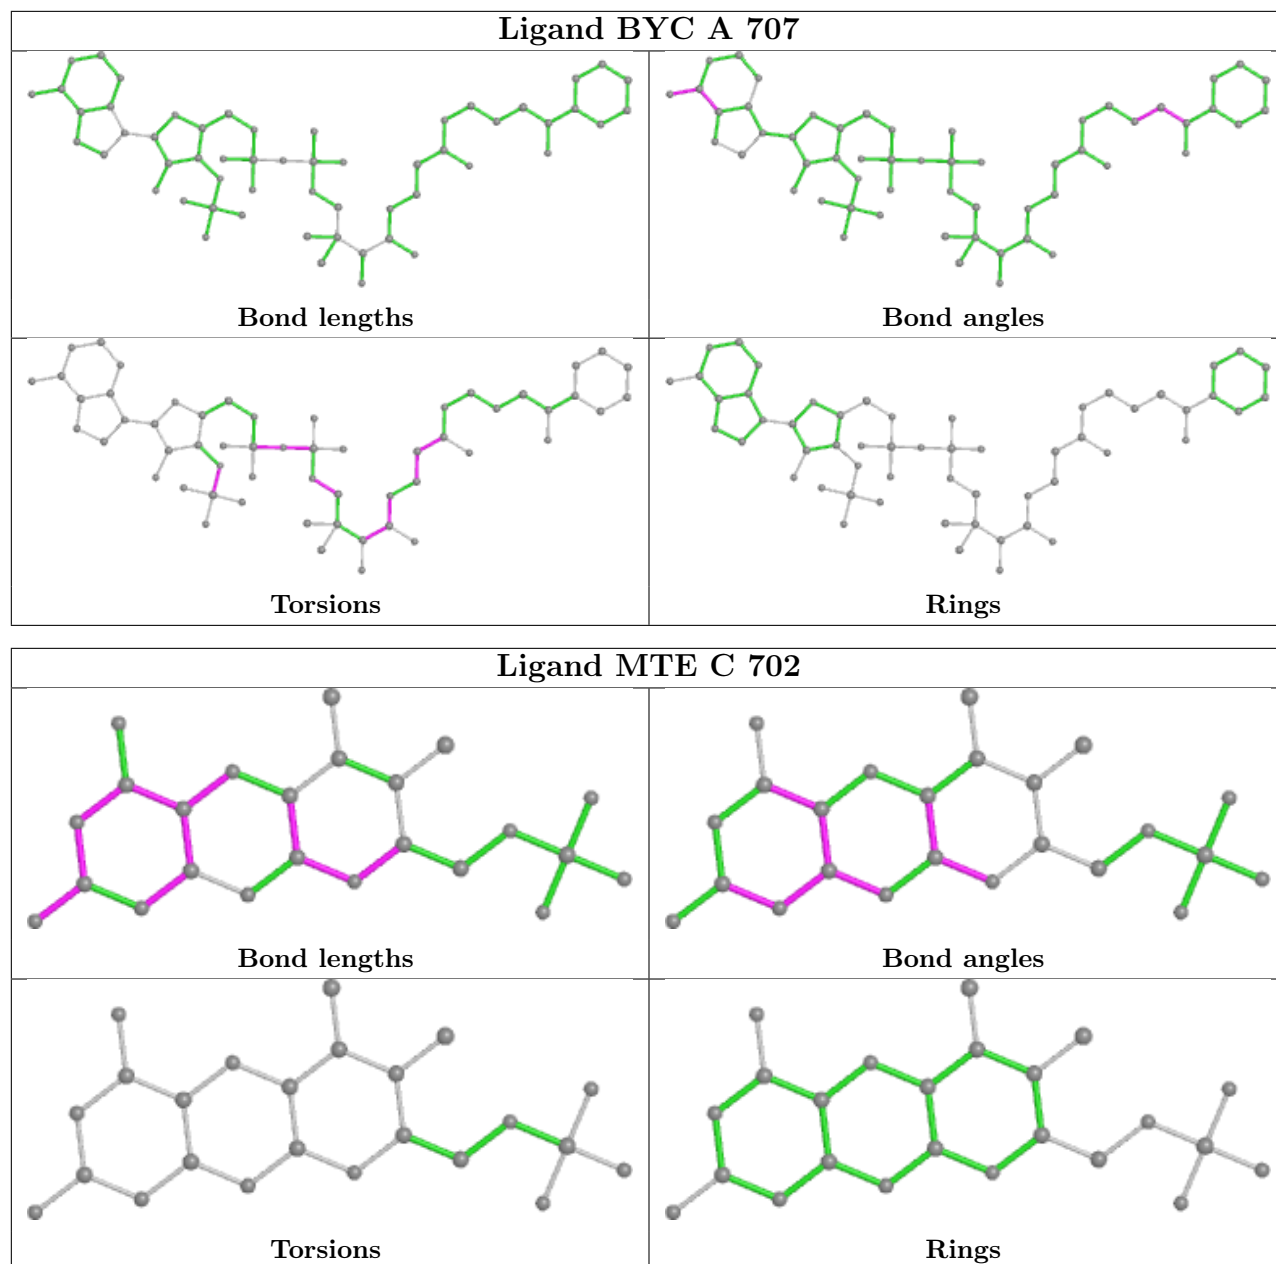 Ligand BYC A 707
Bond lengths
Bond angles
Torsions
Rings
Ligand MTE C 702
Bond lengths
Bond angles
Torsions
Rings